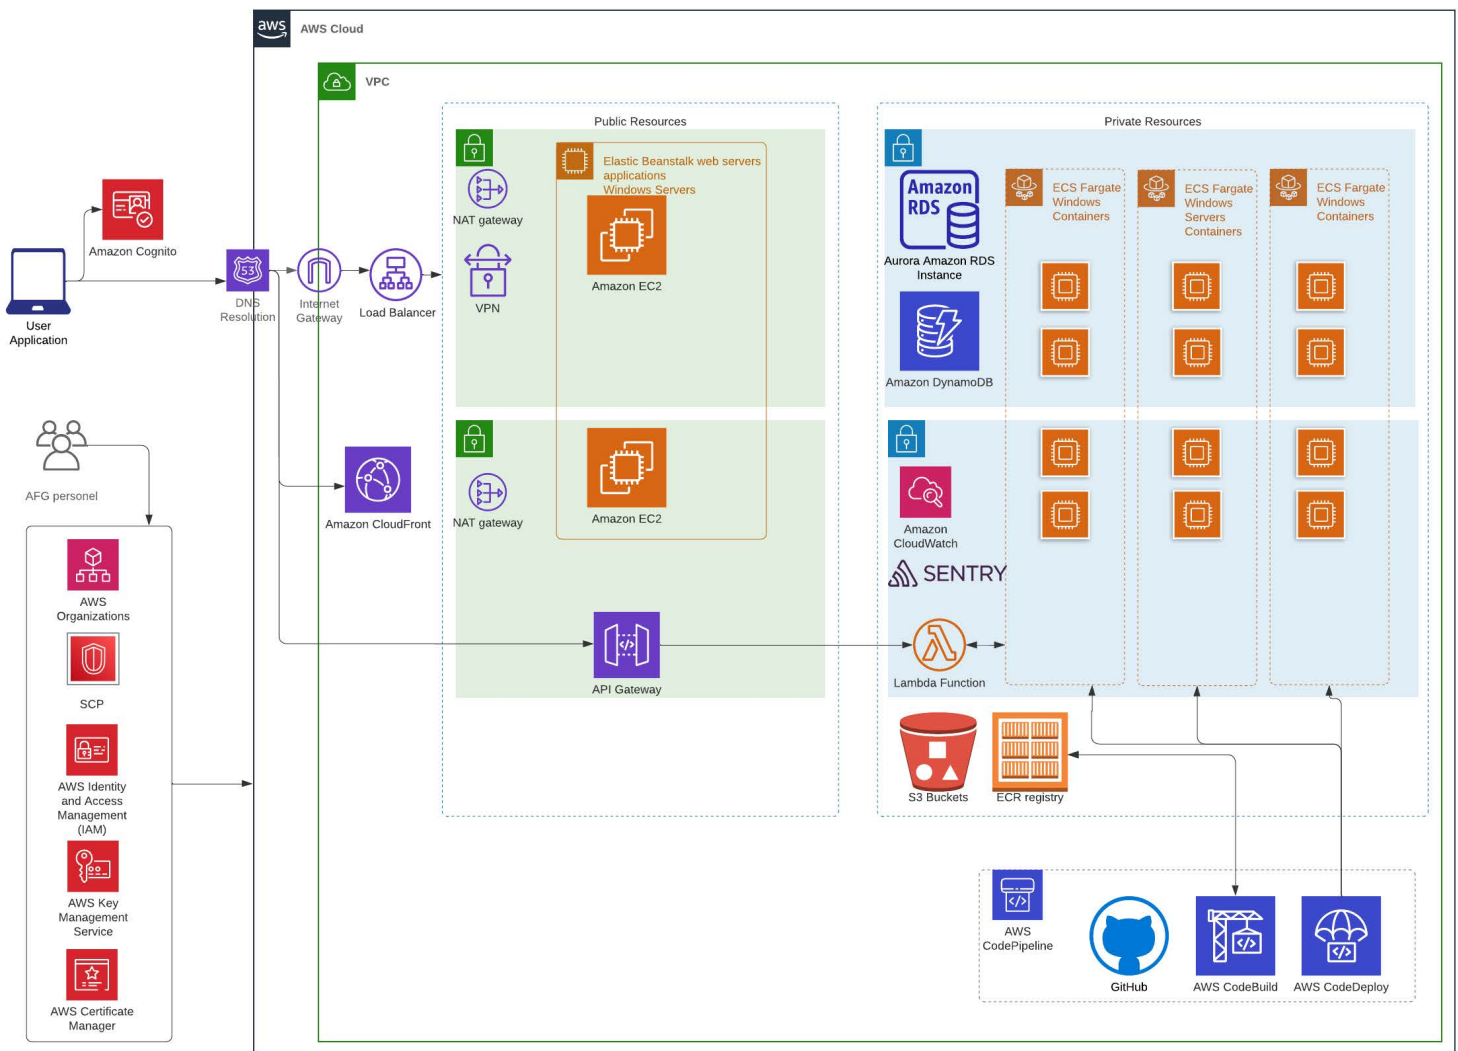 aws
AWS Cloud
VPC
Public Resources
Private Resources
Elastic Beanstalk web servers
applications
Windows Servers
NAT gateway
VPN
Amazon EC2
Amazon
RDS
Aurora Amazon RDS
Instance
Amazon DynamoDB
ECS Fargate
Windows
Containers
ECS Fargate
Windows
Servers
Containers
ECS Fargate
Windows
Containers
Amazon Cognito
User
Application
53
DNS
Resolution
Internet
Gateway
Load Balancer
AFG personel
Amazon CloudFront
NAT gateway
Amazon EC2
Amazon
CloudWatch
SENTRY
API Gateway
Lambda Function
AWS
Organizations
SCP
AWS Identity
and Access
Management
(IAM)
AWS Key
Management
Service
AWS Certificate
Manager
S3 Buckets
ECR registry
AWS
CodePipeline
GitHub
AWS CodeBuild
AWS CodeDeploy